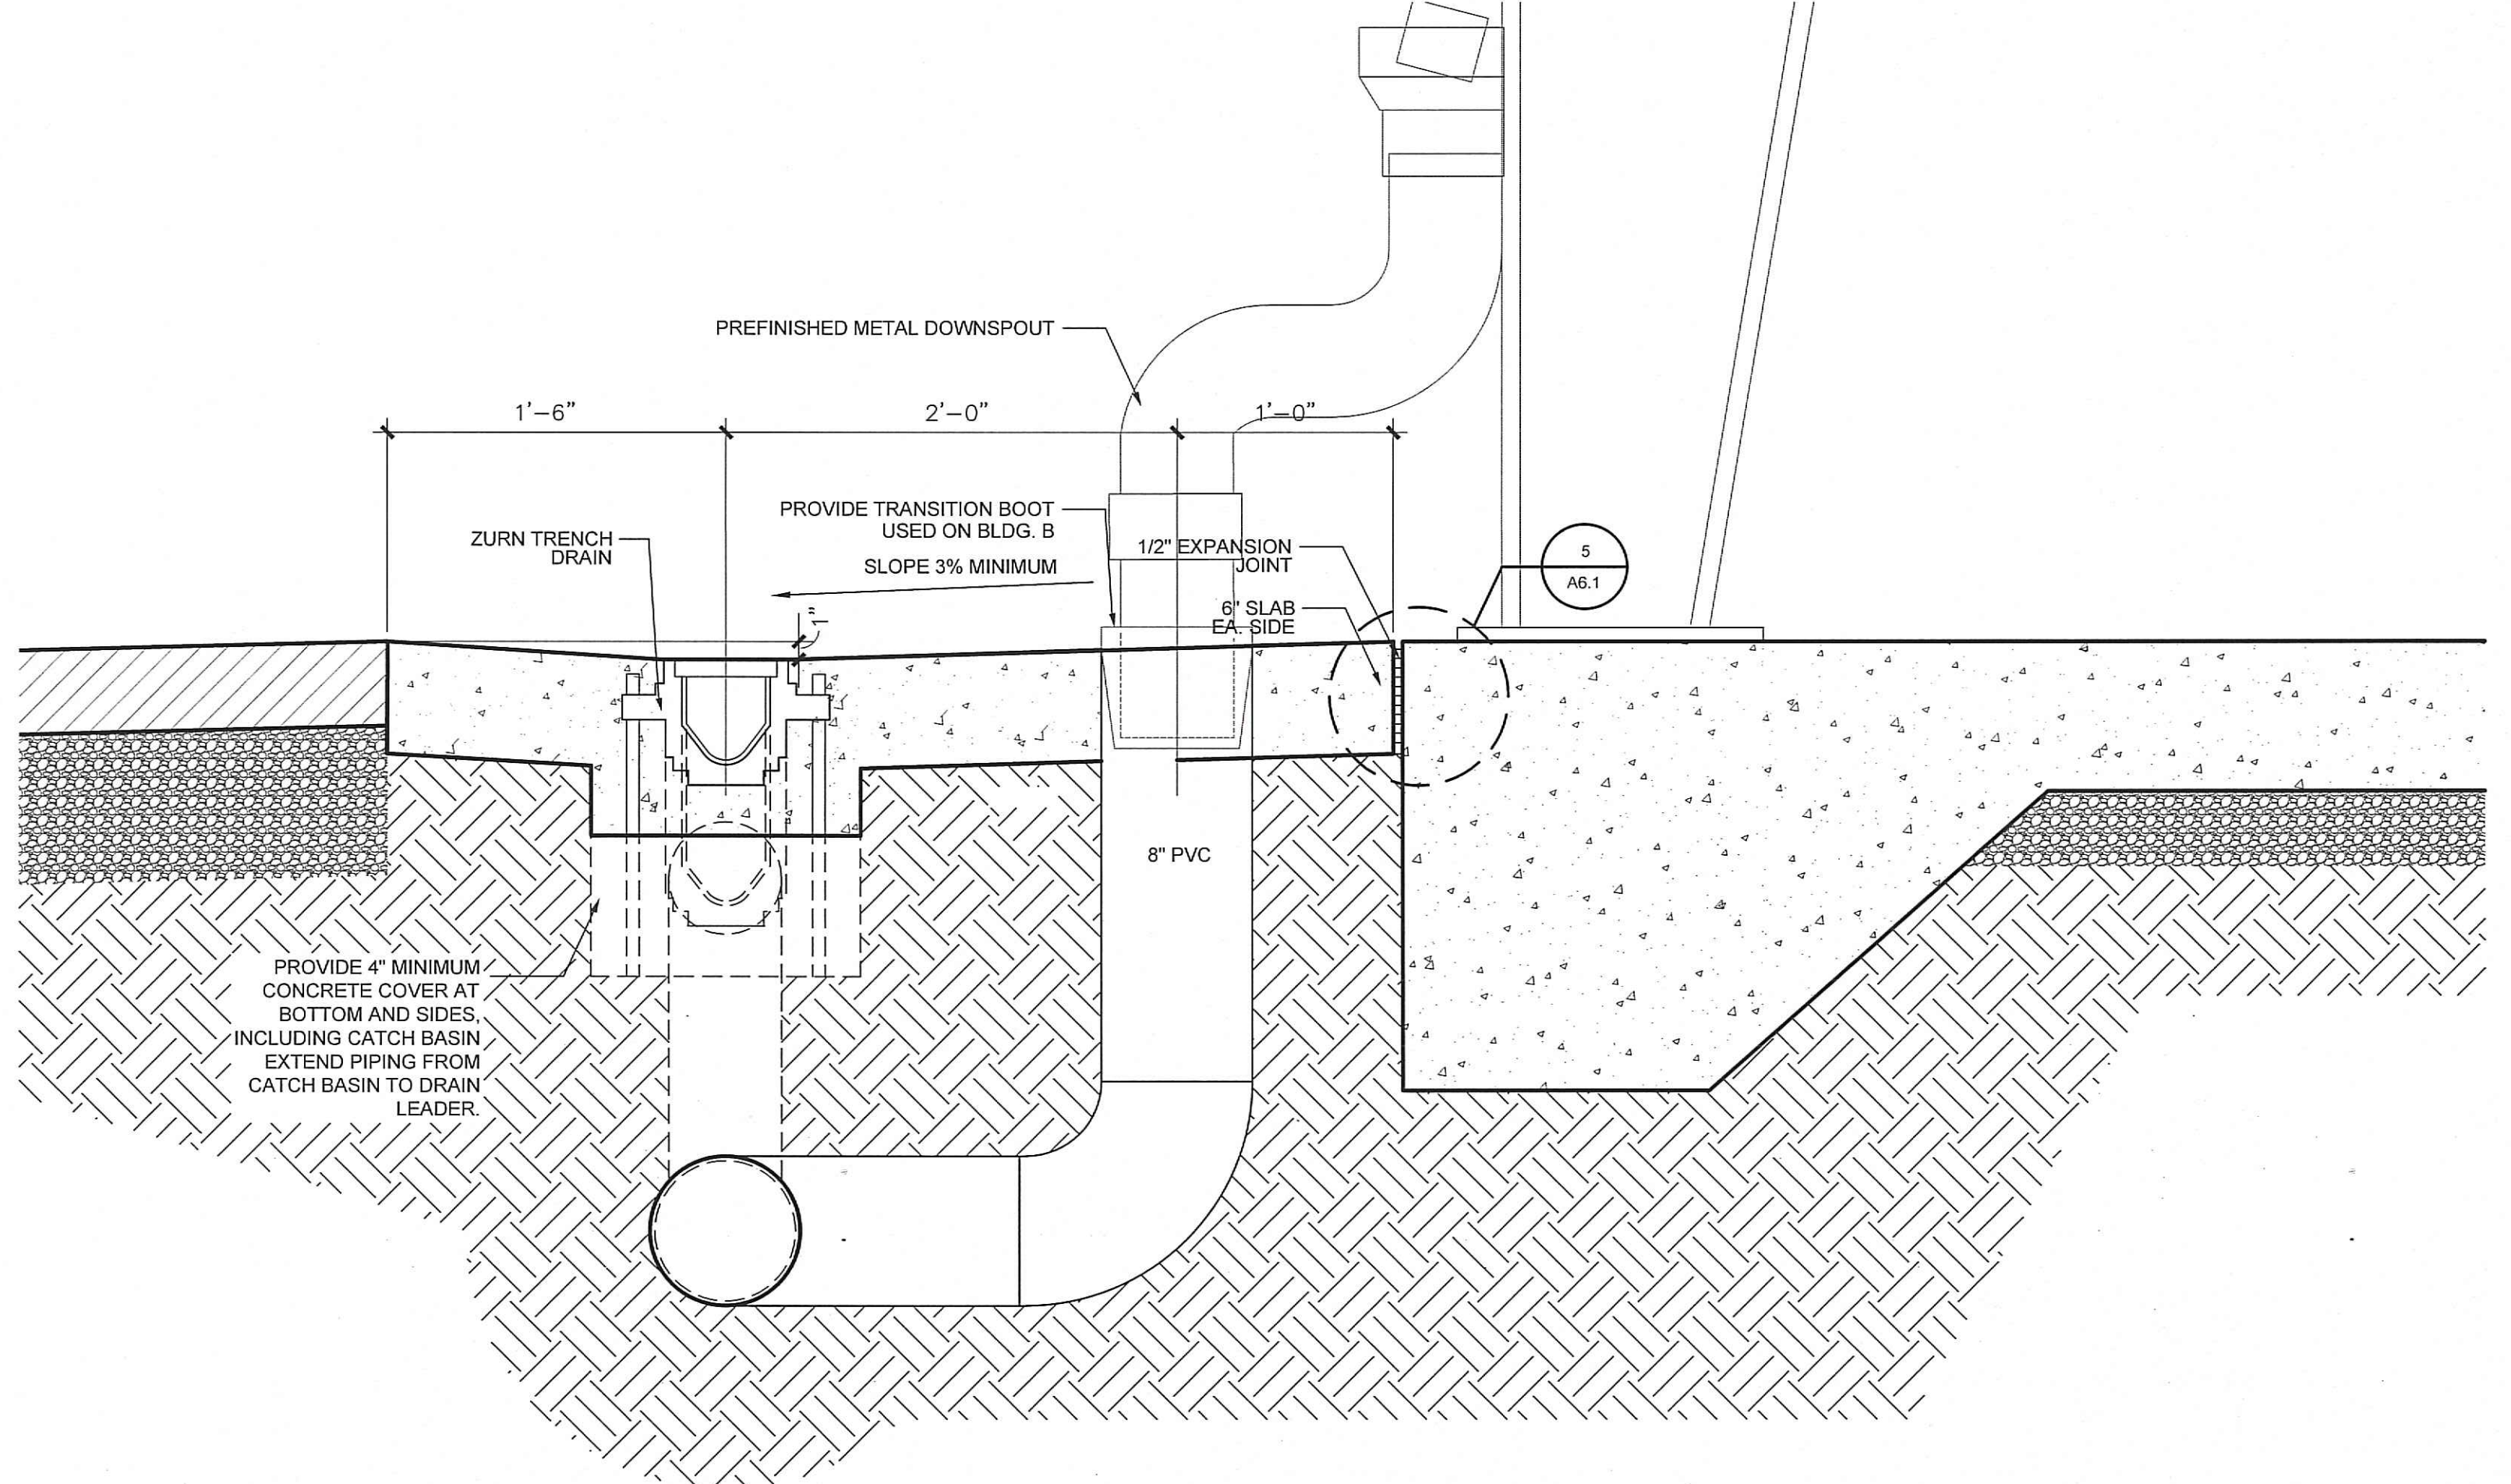 PREFINISHED METAL DOWNSPOUT
1'-6"
2'-0"
1'-0"
PROVIDE TRANSITION BOOT
USED ON BLDG. B
ZURN TRENCH
DRAIN
SLOPE 3% MINIMUM
1/2" EXPANSION
JOINT
5
A6.1
6" SLAB
EA. SIDE
1"
8" PVC
PROVIDE 4" MINIMUM
CONCRETE COVER AT
BOTTOM AND SIDES,
INCLUDING CATCH BASIN
EXTEND PIPING FROM
CATCH BASIN TO DRAIN
LEADER.